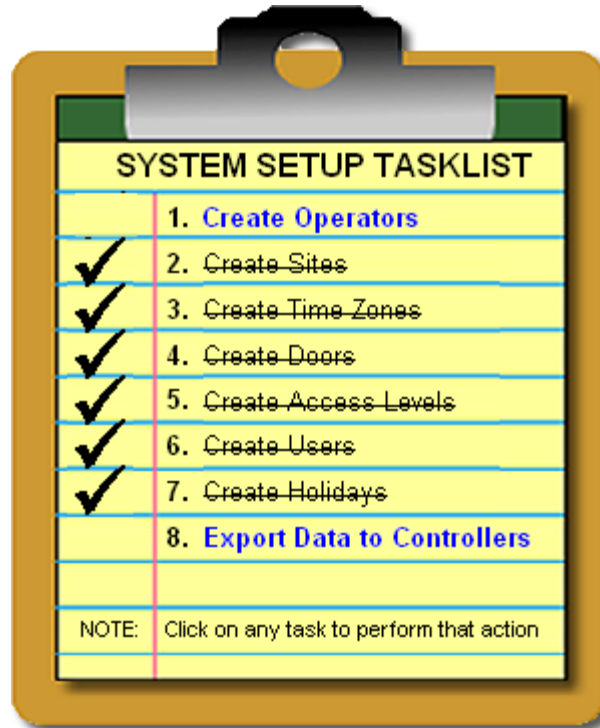 SYSTEM SETUP TASKLIST
1. Create Operators
2. Create Sites
3. Create Time Zones
4. Create Doors
5. Create Access Levels
6. Create Users
7. Create Holidays
8. Export Data to Controllers
NOTE: Click on any task to perform that action